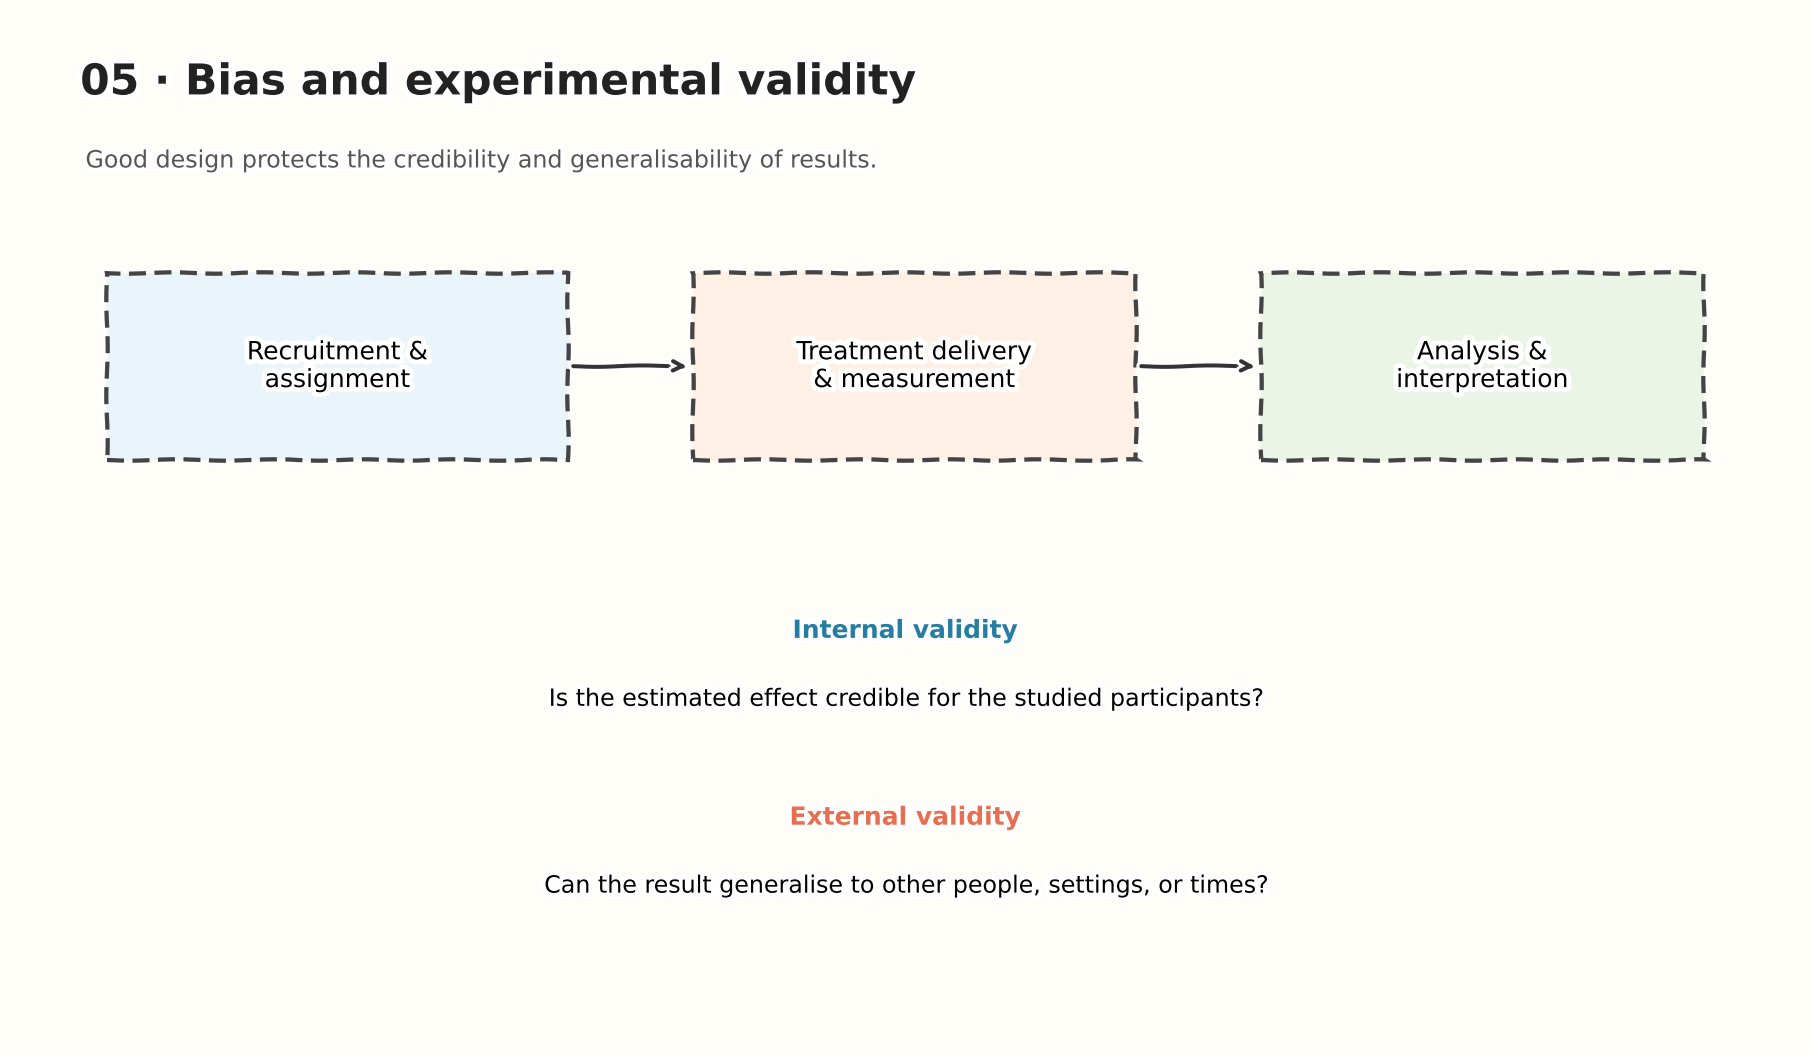 05 · Bias and experimental validity
Good design protects the credibility and generalisability of results.
Recruitment &
assignment
Treatment delivery
& measurement
Analysis &
interpretation
Internal validity
Is the estimated effect credible for the studied participants?
External validity
Can the result generalise to other people, settings, or times?